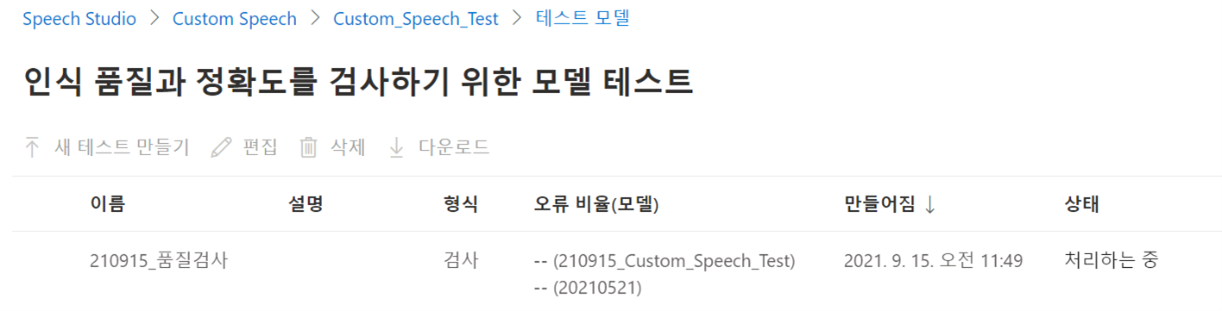 Speech Studio > Custom Speech > Custom_Speech_Test > 테스트 모델
인식 품질과 정확도를 검사하기 위한 모델 테스트
새 테스트 만들기 편집 삭제 다운로드
이름 설명 형식 오류 비율(모델) 만들어짐 ↓ 상태
210915_품질검사 검사 -- (210915_Custom_Speech_Test) 2021. 9. 15. 오전 11:49 처리하는 중
-- (20210521)